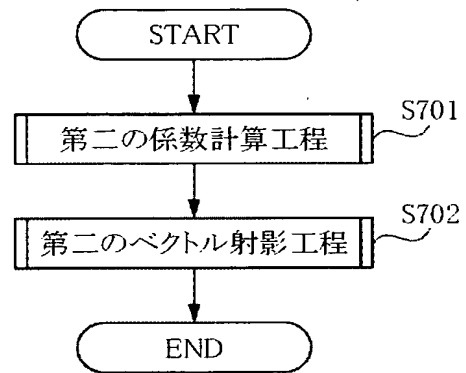 START
第二の係数計算工程
S701
第二のベクトル射影工程
S702
END